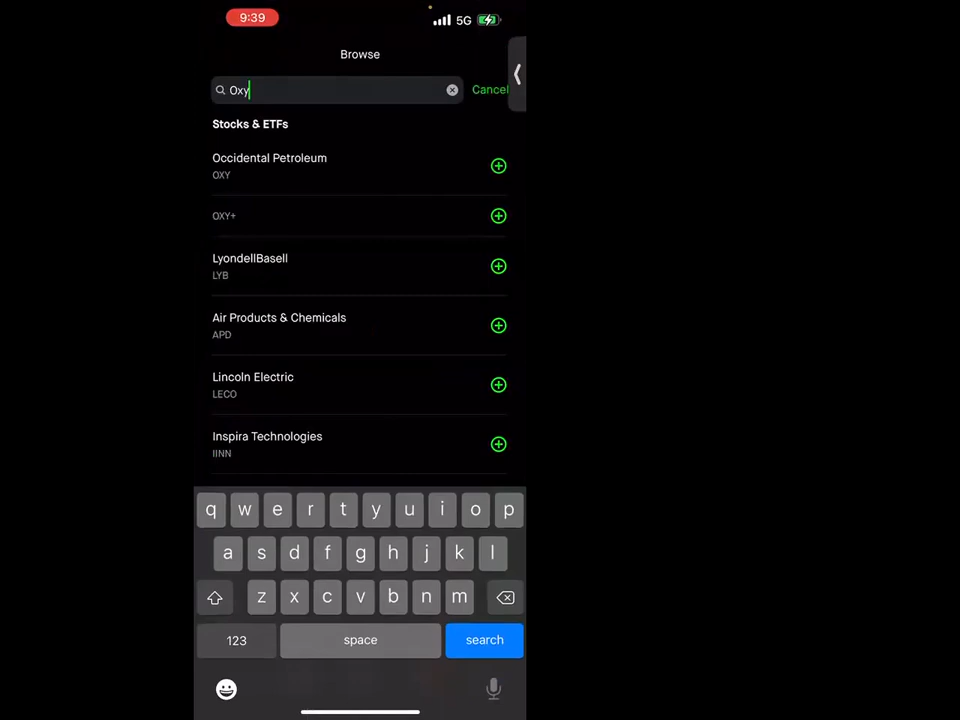 9:39
5G
Browse
Oxy
Cancel
Stocks & ETFs
Occidental Petroleum
OXY
OXY+
LyondellBasell
LYB
Air Products & Chemicals
APD
Lincoln Electric
LECO
Inspira Technologies
IINN
q w e r t y u i o p
a s d f g h j k l
z x c v b n m
123 space search